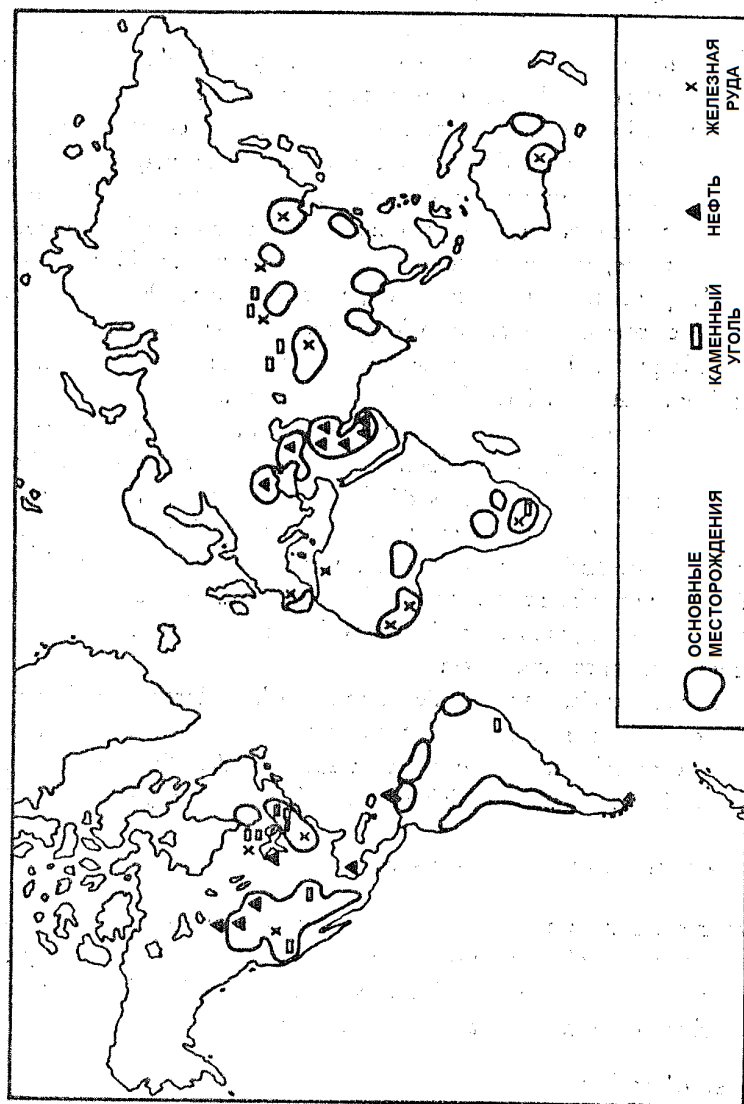 ОСНОВНЫЕ
МЕСТОРОЖДЕНИЯ
КАМЕННЫЙ
УГОЛЬ
НЕФТЬ
ЖЕЛЕЗНАЯ
РУДА